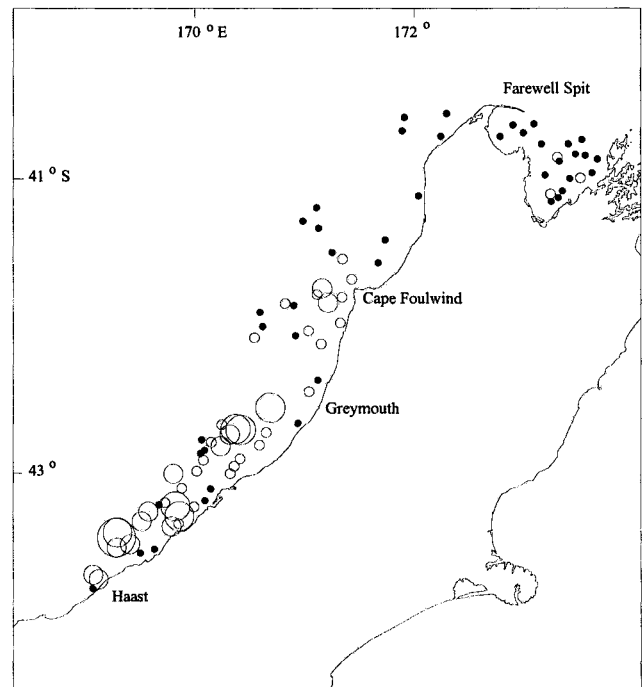 170 ° E 172 °
Farewell Spit
41 ° S
Cape Foulwind
Greymouth
43 °
Haast